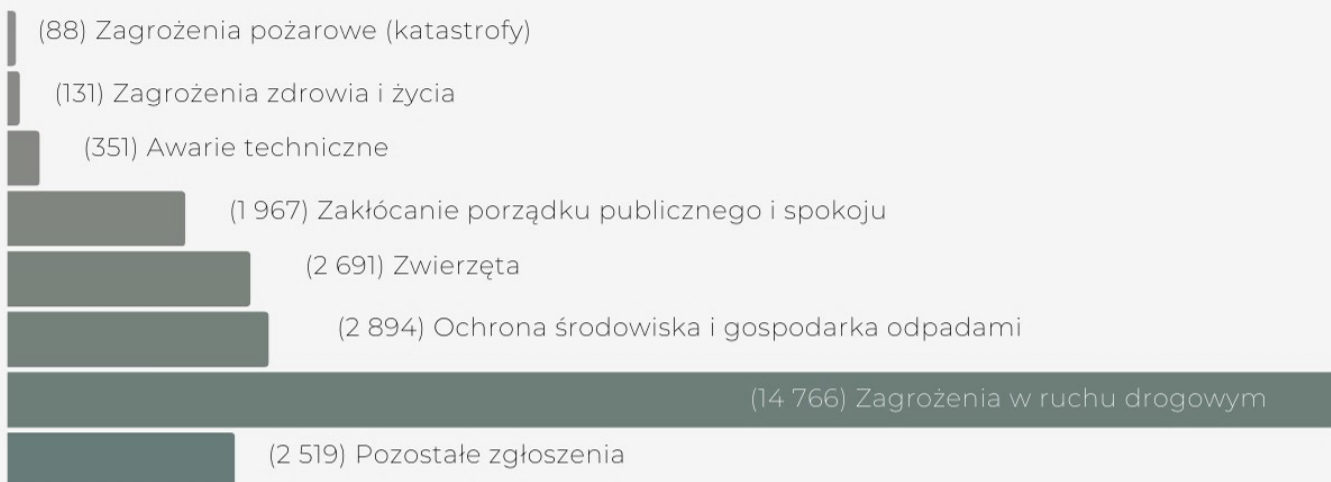 (88) Zagrożenia pożarowe (katastrofy)
(131) Zagrożenia zdrowia i życia
(351) Awarie techniczne
(1 967) Zakłócanie porządku publicznego i spokoju
(2 691) Zwierzęta
(2 894) Ochrona środowiska i gospodarka odpadami
(14 766) Zagrożenia w ruchu drogowym
(2 519) Pozostałe zgłoszenia